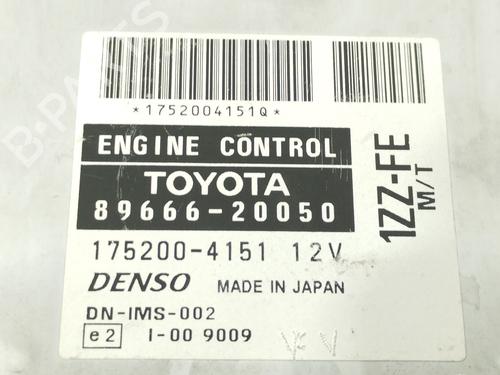 B-PARTS
*1752004151Q*
ENGINE CONTROL
TOYOTA
89666-20050
175200-4151 12V
DENSO MADE IN JAPAN
DN-IMS-002
e2 I-00 9009
1ZZ-FE
M/T